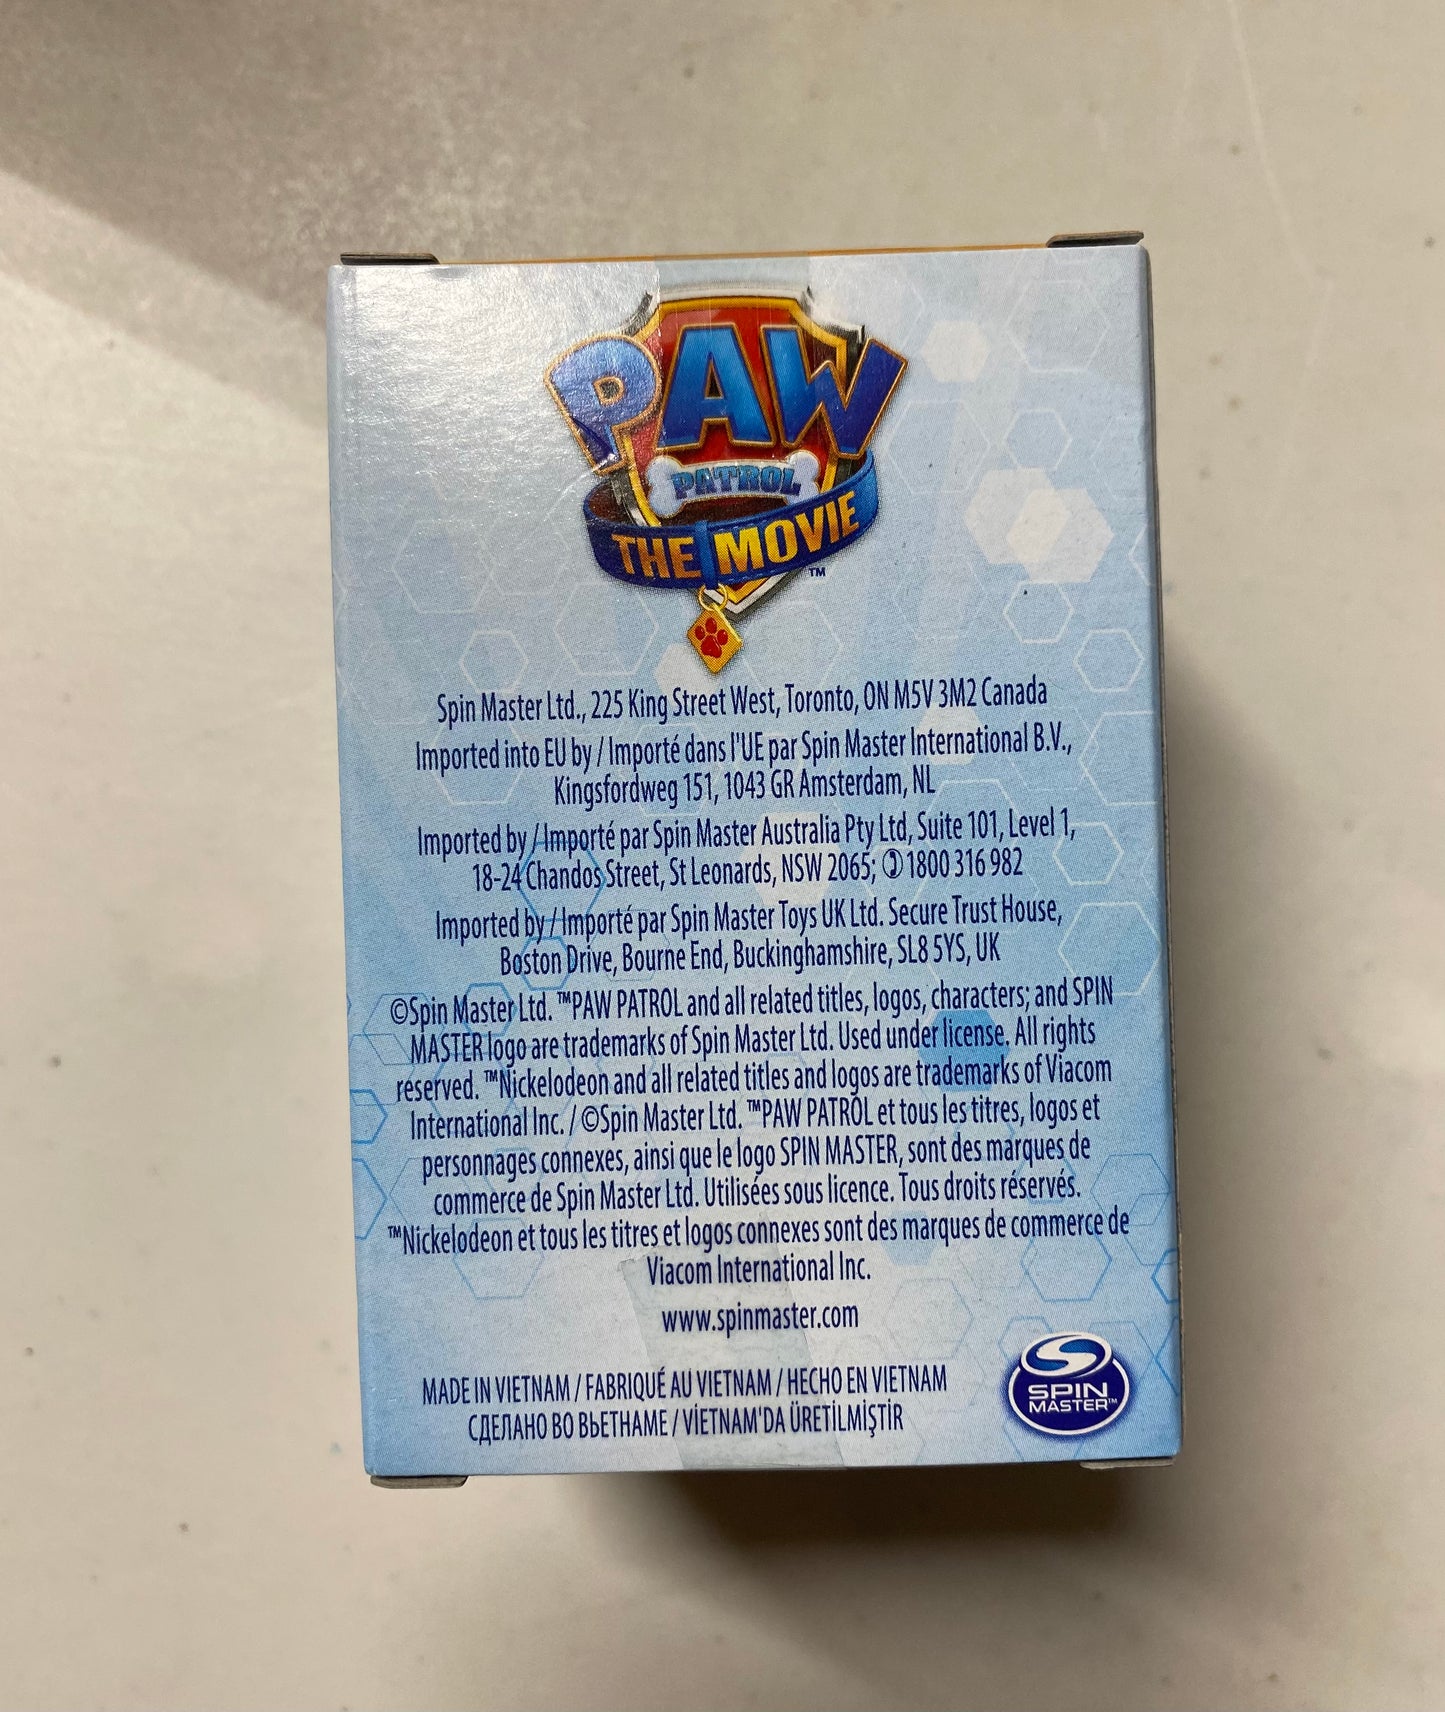 PAW
PATROL
THE MOVIE
™
Spin Master Ltd., 225 King Street West, Toronto, ON M5V 3M2 Canada
Imported into EU by / Importé dans l'UE par Spin Master International B.V.,
Kingsfordweg 151, 1043 GR Amsterdam, NL
Imported by / Importé par Spin Master Australia Pty Ltd, Suite 101, Level 1,
18-24 Chandos Street, St Leonards, NSW 2065; ✆ 1800 316 982
Imported by / Importé par Spin Master Toys UK Ltd. Secure Trust House,
Boston Drive, Bourne End, Buckinghamshire, SL8 5YS, UK
©Spin Master Ltd. ™PAW PATROL and all related titles, logos, characters; and SPIN
MASTER logo are trademarks of Spin Master Ltd. Used under license. All rights
reserved. ™Nickelodeon and all related titles and logos are trademarks of Viacom
International Inc. / ©Spin Master Ltd. ™PAW PATROL et tous les titres, logos et
personnages connexes, ainsi que le logo SPIN MASTER, sont des marques de
commerce de Spin Master Ltd. Utilisées sous licence. Tous droits réservés.
™Nickelodeon et tous les titres et logos connexes sont des marques de commerce de
Viacom International Inc.
www.spinmaster.com
MADE IN VIETNAM / FABRIQUÉ AU VIETNAM / HECHO EN VIETNAM
СДЕЛАНО ВО ВЬЕТНАМЕ / VİETNAM'DA ÜRETİLMİŞTİR
SPIN
MASTER™